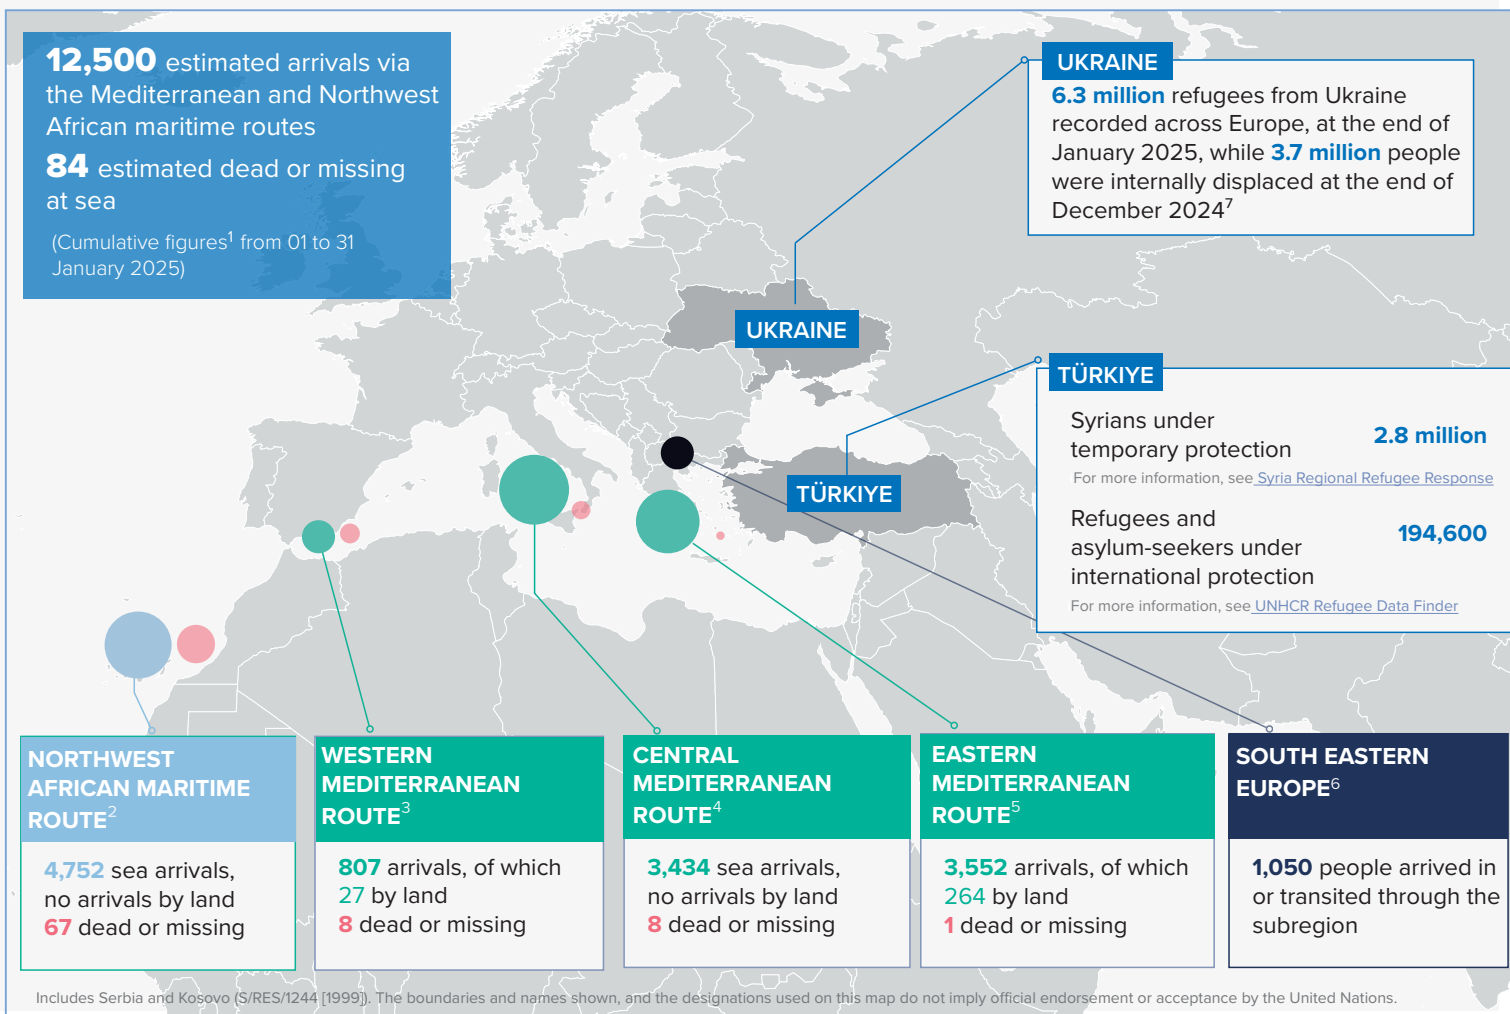 12,500 estimated arrivals via
the Mediterranean and Northwest
African maritime routes
84 estimated dead or missing
at sea
(Cumulative figures1 from 01 to 31
January 2025)
UKRAINE
6.3 million refugees from Ukraine
recorded across Europe, at the end of
January 2025, while 3.7 million people
were internally displaced at the end of
December 20247
UKRAINE
TÜRKİYE
Syrians under
temporary protection
2.8 million
For more information, see Syria Regional Refugee Response
Refugees and
asylum-seekers under
international protection
194,600
For more information, see UNHCR Refugee Data Finder
TÜRKİYE
NORTHWEST
AFRICAN MARITIME
ROUTE2
4,752 sea arrivals,
no arrivals by land
67 dead or missing
WESTERN
MEDITERRANEAN
ROUTE3
807 arrivals, of which
27 by land
8 dead or missing
CENTRAL
MEDITERRANEAN
ROUTE4
3,434 sea arrivals,
no arrivals by land
8 dead or missing
EASTERN
MEDITERRANEAN
ROUTE5
3,552 arrivals, of which
264 by land
1 dead or missing
SOUTH EASTERN
EUROPE6
1,050 people arrived in
or transited through the
subregion
Includes Serbia and Kosovo (S/RES/1244 [1999]). The boundaries and names shown, and the designations used on this map do not imply official endorsement or acceptance by the United Nations.